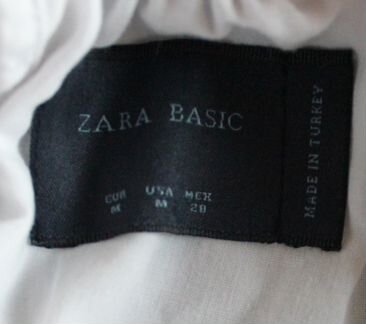 ZARA BASIC
EUR USA MEX
M M 28
MADE IN TURKEY